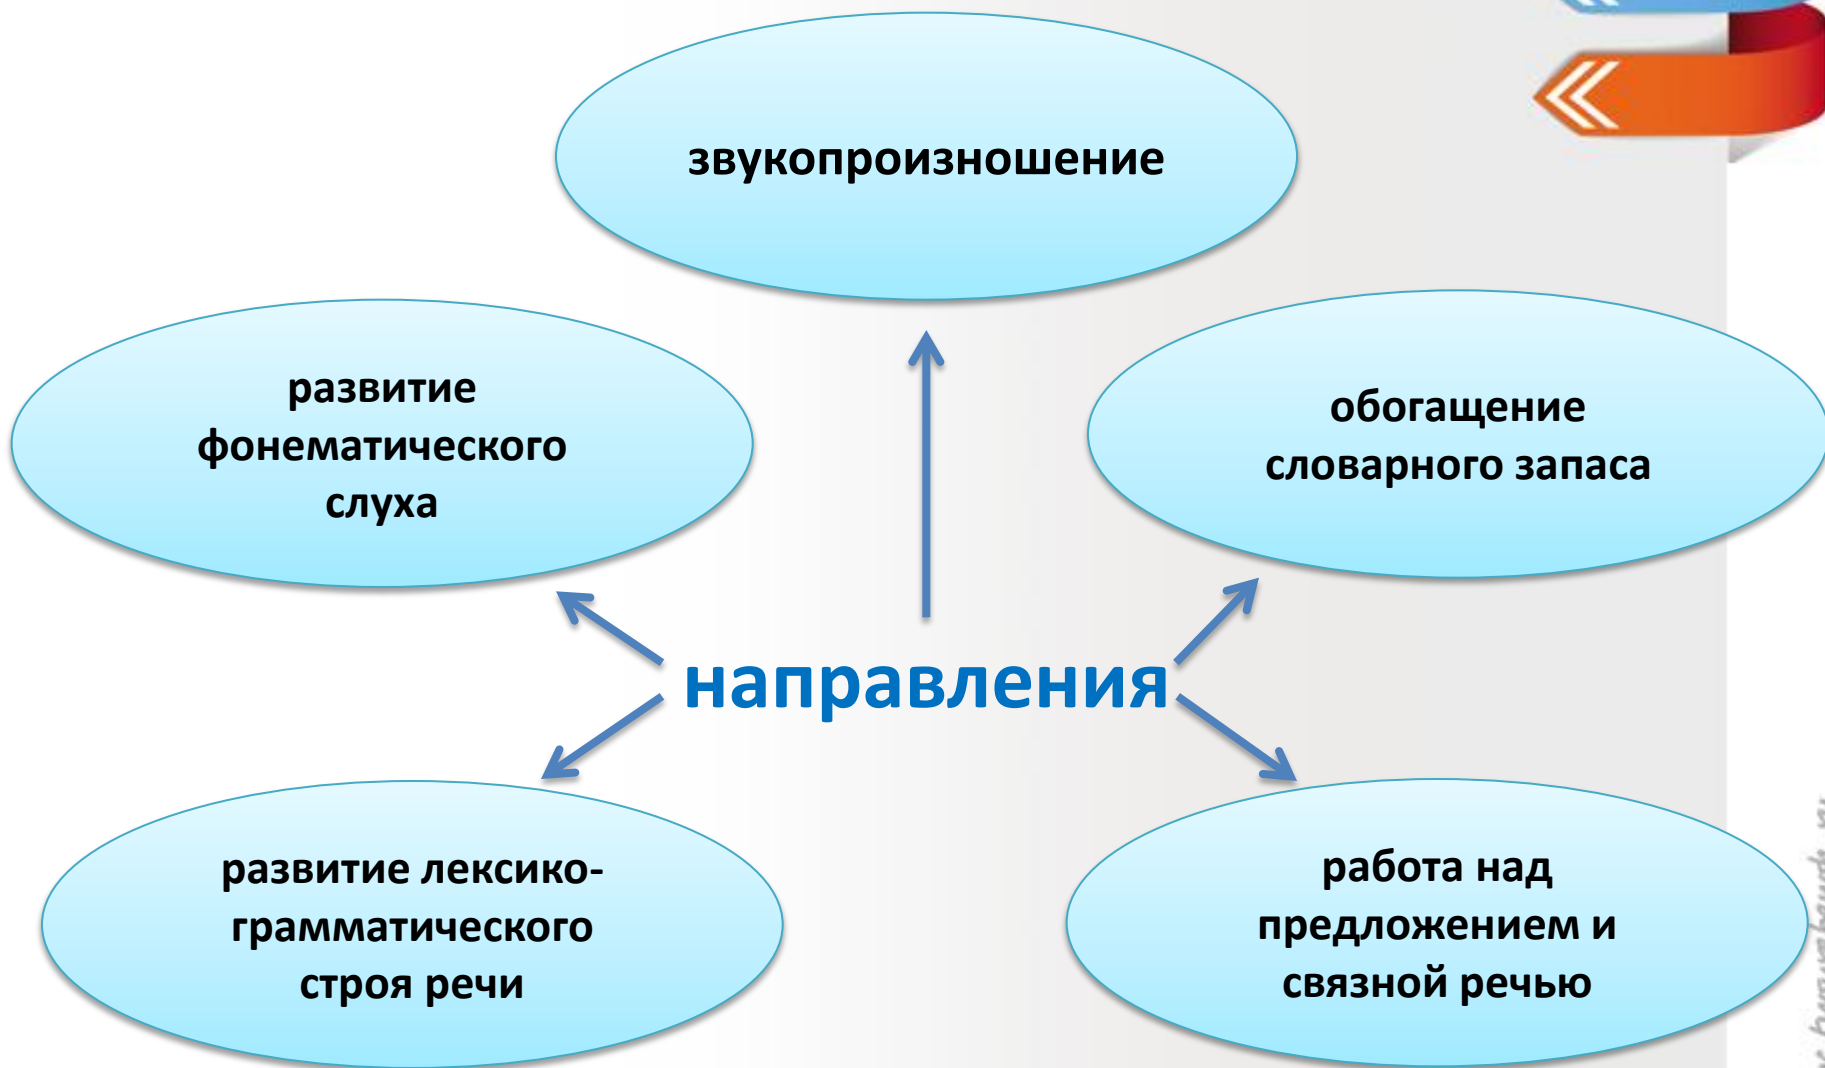 звукопроизношение
развитие
фонематического
слуха
обогащение
словарного запаса
направления
развитие лексико-
грамматического
строя речи
работа над
предложением и
связной речью